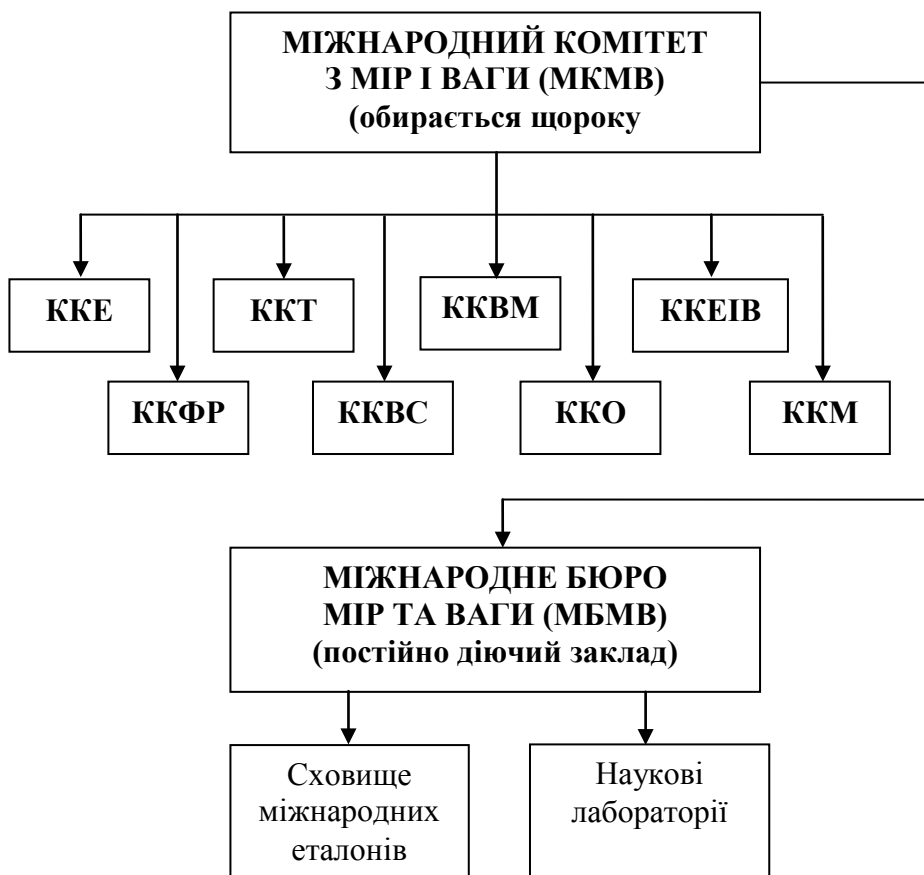 МІЖНАРОДНИЙ КОМІТЕТ
З МІР І ВАГИ (МКМВ)
(обирається щороку
ККЕ
ККТ
ККВМ
ККЕІВ
ККФР
ККВС
ККО
ККМ
МІЖНАРОДНЕ БЮРО
МІР ТА ВАГИ (МБМВ)
(постійно діючий заклад)
Сховище
міжнародних
еталонів
Наукові
лабораторії